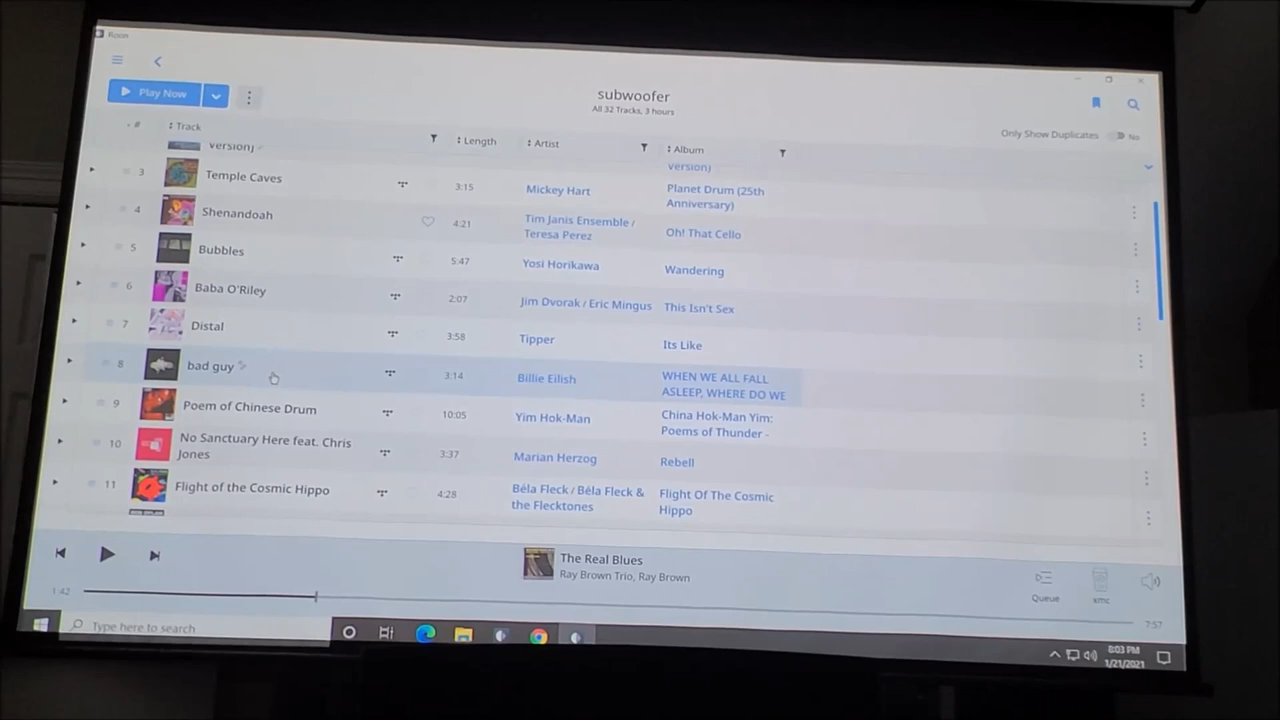 Roon
Play Now
subwoofer
All 32 Tracks, 3 hours
Only Show Duplicates No
# Track Length Artist Album
version) version)
3 Temple Caves 3:15 Mickey Hart Planet Drum (25th
Anniversary)
4 Shenandoah 4:21 Tim Janis Ensemble / Oh! That Cello
Teresa Perez
5 Bubbles 5:47 Yosi Horikawa Wandering
6 Baba O'Riley 2:07 Jim Dvorak / Eric Mingus This Isn't Sex
7 Distal 3:58 Tipper Its Like
8 bad guy 3:14 Billie Eilish WHEN WE ALL FALL
ASLEEP, WHERE DO WE
9 Poem of Chinese Drum 10:05 Yim Hok-Man China Hok-Man Yim:
Poems of Thunder -
10 No Sanctuary Here feat. Chris 3:37 Marian Herzog Rebell
Jones
11 Flight of the Cosmic Hippo 4:28 Béla Fleck / Béla Fleck & Flight Of The Cosmic
the Flecktones Hippo
The Real Blues
Ray Brown Trio, Ray Brown
Queue xmc
1:42 7:57
Type here to search
8:03 PM
1/21/2021